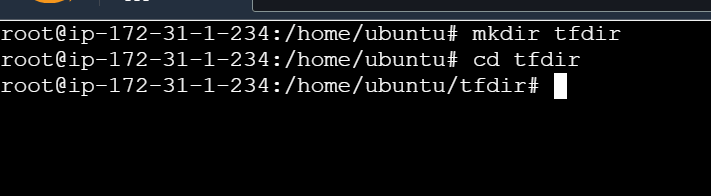 root@ip-172-31-1-234:/home/ubuntu# mkdir tfdir
root@ip-172-31-1-234:/home/ubuntu# cd tfdir
root@ip-172-31-1-234:/home/ubuntu/tfdir#